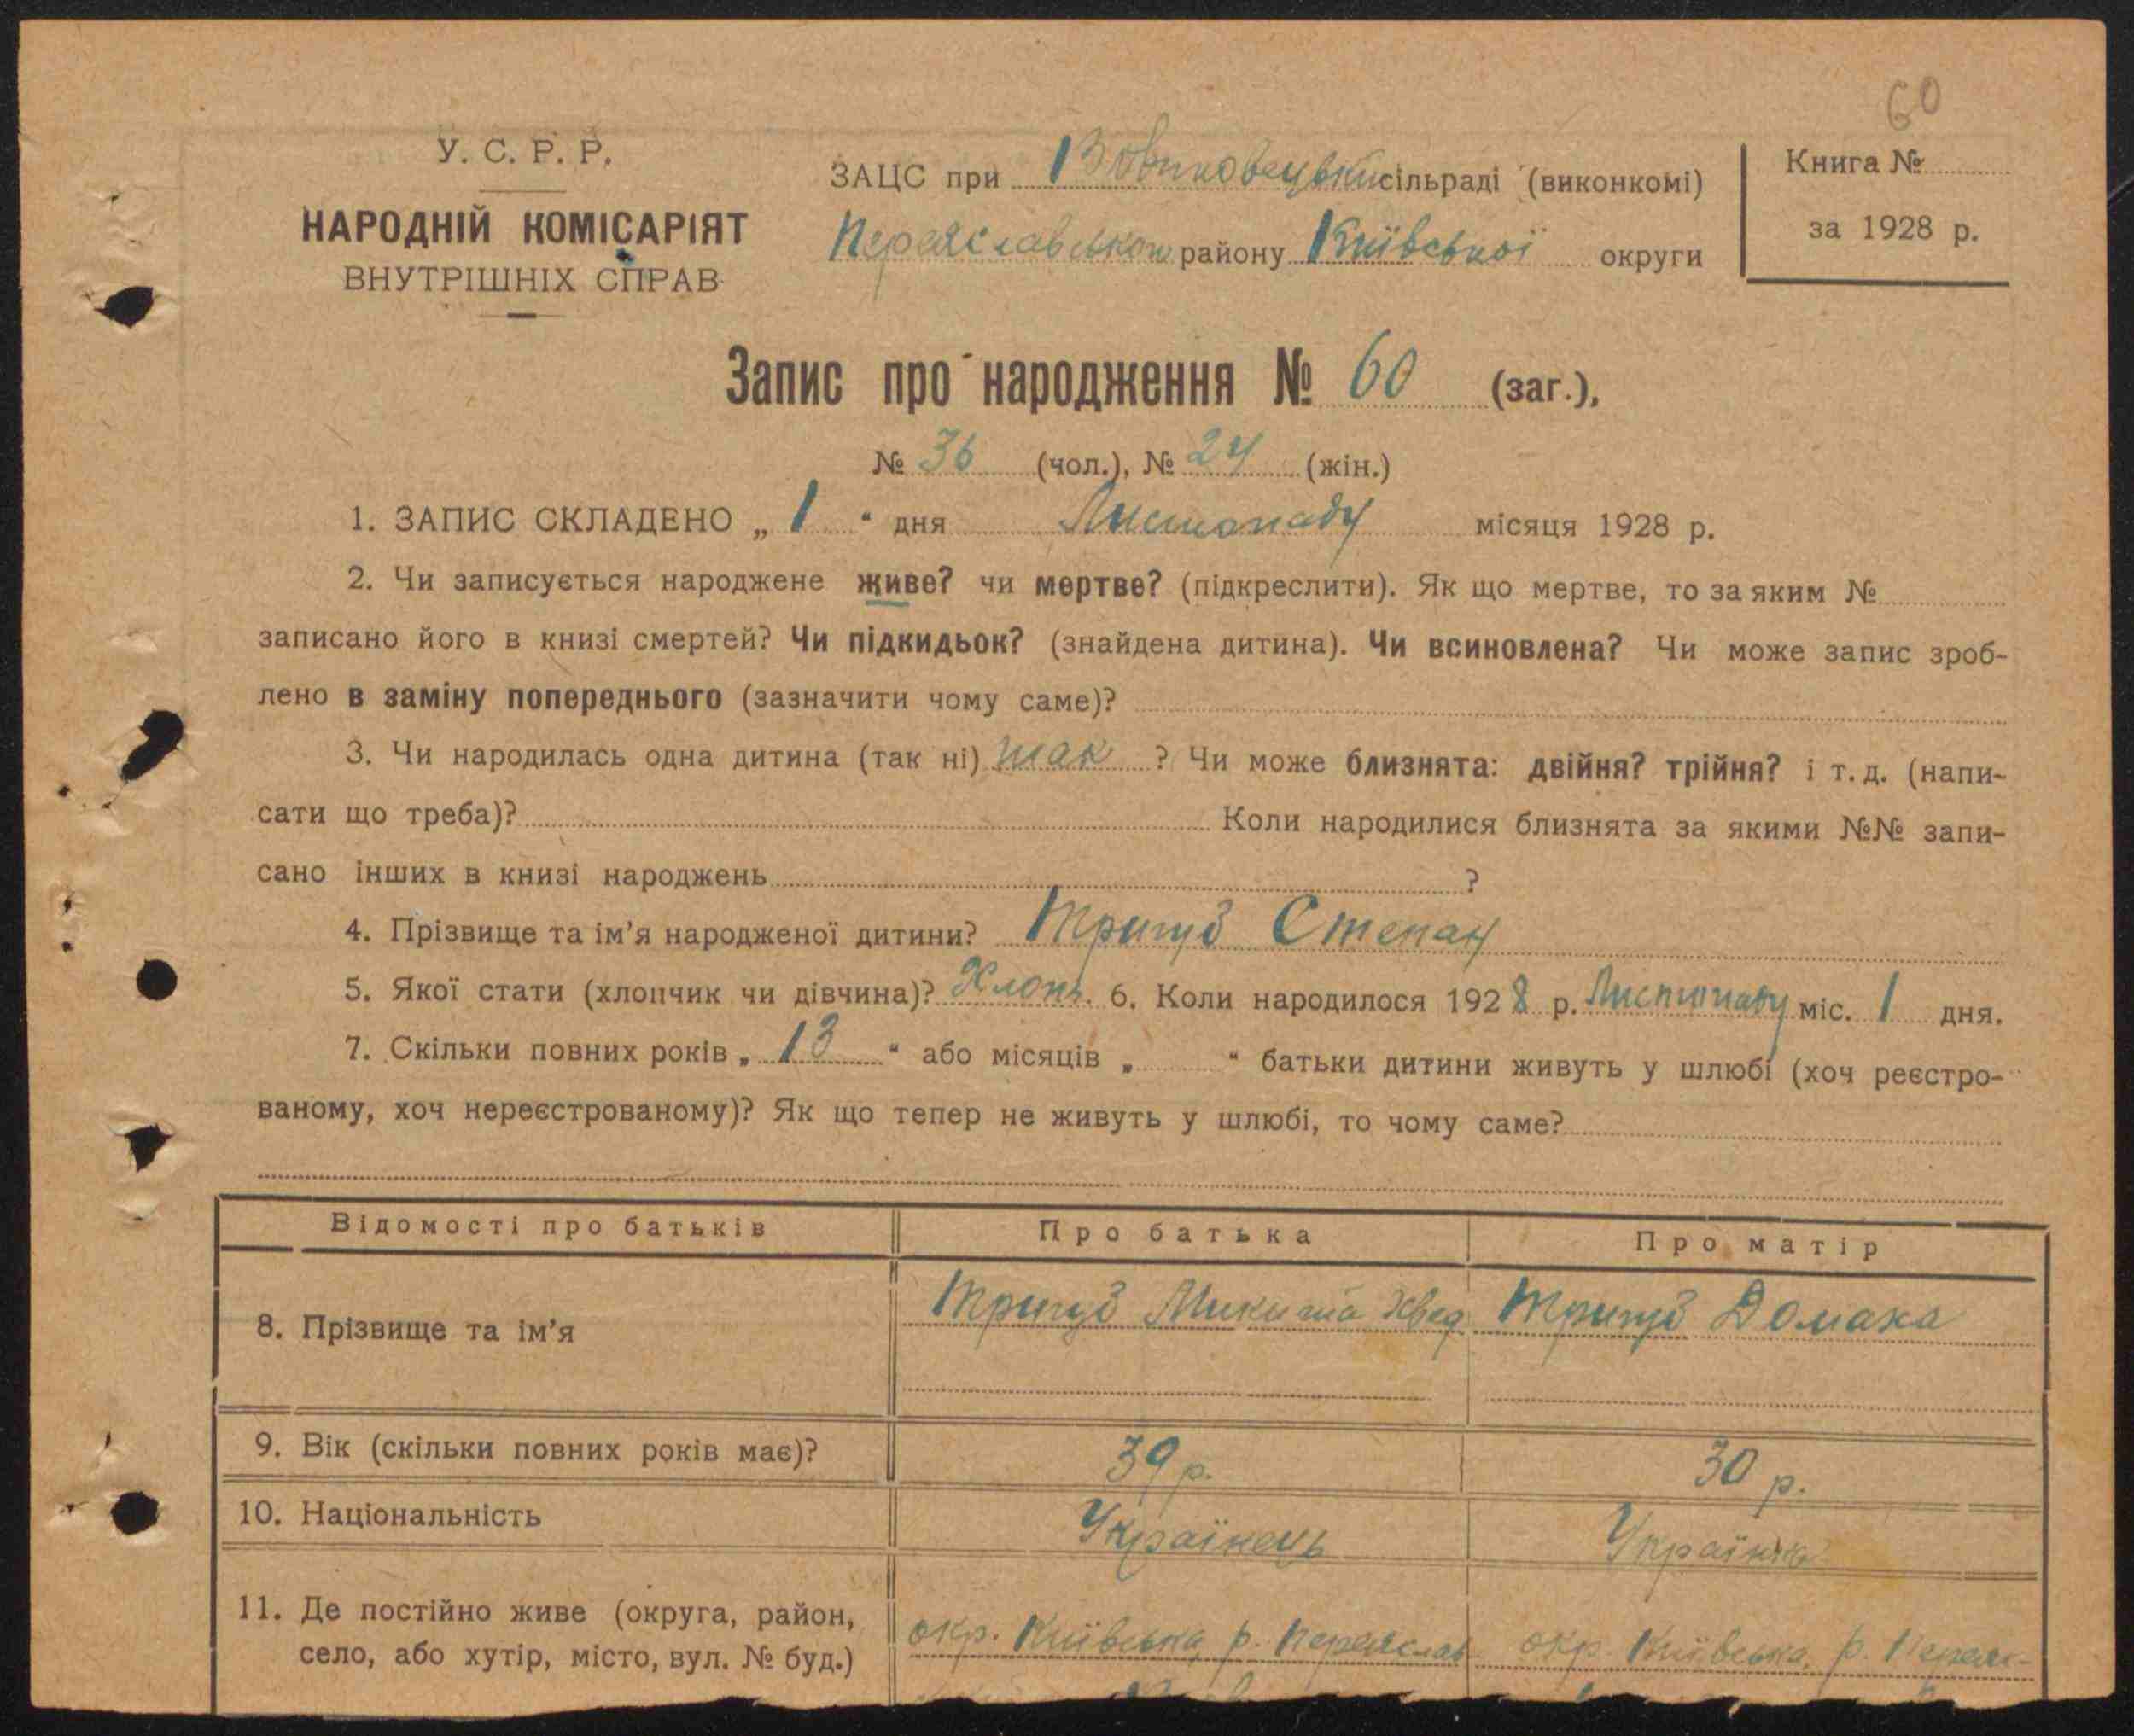 60
У. С. Р. Р.
НАРОДНІЙ КОМІСАРІЯТ
ВНУТРІШНІХ СПРАВ
ЗАЦС при сільраді (виконкомі)
Переяславського району Київської округи
Книга №
за 1928 р.
Запис про народження № 60 (заг.),
№ 36 (чол.), № 24 (жін.)
1. ЗАПИС СКЛАДЕНО „ 1 “ дня Листопаду місяця 1928 р.
2. Чи записується народжене живе? чи мертве? (підкреслити). Як що мертве, то за яким №
записано його в книзі смертей? Чи підкидьок? (знайдена дитина). Чи всиновлена? Чи може запис зроб-
лено в заміну попереднього (зазначити чому саме)?
3. Чи народилась одна дитина (так ні) так ? Чи може близнята: двійня? трійня? і т. д. (напи-
сати що треба)? Коли народилися близнята за якими №№ запи-
сано інших в книзі народжень ?
4. Прізвище та ім’я народженої дитини? Тригуб Степан
5. Якої стати (хлопчик чи дівчина)? Хлопч. 6. Коли народилося 1928 р. Листопаду міс. 1 дня.
7. Скільки повних років „ 13 “ або місяців „ “ батьки дитини живуть у шлюбі (хоч реєстро-
ваному, хоч нереєстрованому)? Як що тепер не живуть у шлюбі, то чому саме?
Відомості про батьків Про батька Про матір
8. Прізвище та ім’я Тригуб Микита Хвед Тригуб Домаха
9. Вік (скільки повних років має)? 39 р. 30 р.
10. Національність Українець Українка
11. Де постійно живе (округа, район,
село, або хутір, місто, вул. № буд.)
окр. Київська, р. Переяслав- окр. Київська, р. Переяс-